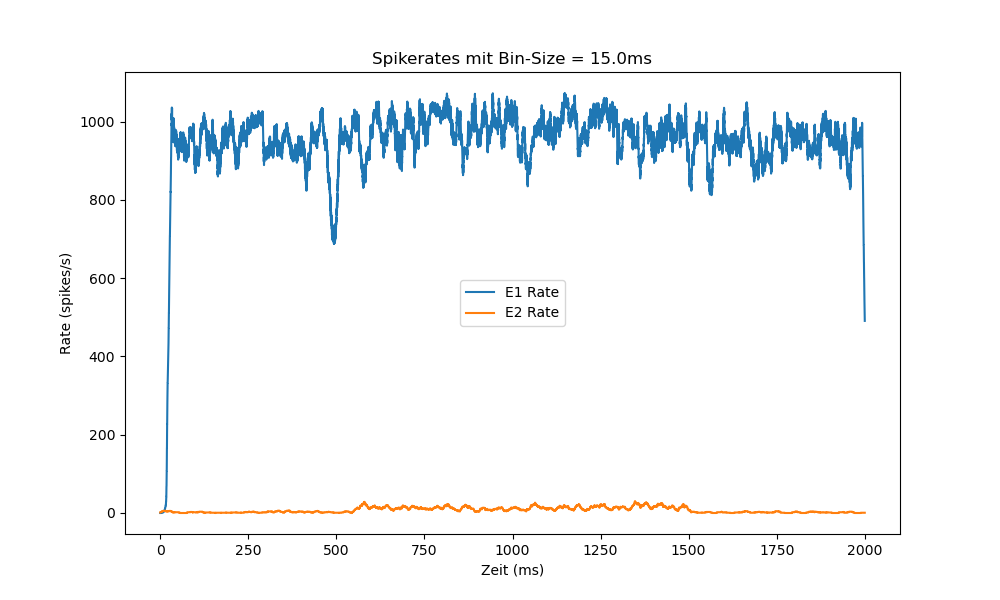 Spikerates mit Bin-Size = 15.0ms
Rate (spikes/s)
1000
800
600
400
200
0
E1 Rate
E2 Rate
0 250 500 750 1000 1250 1500 1750 2000
Zeit (ms)